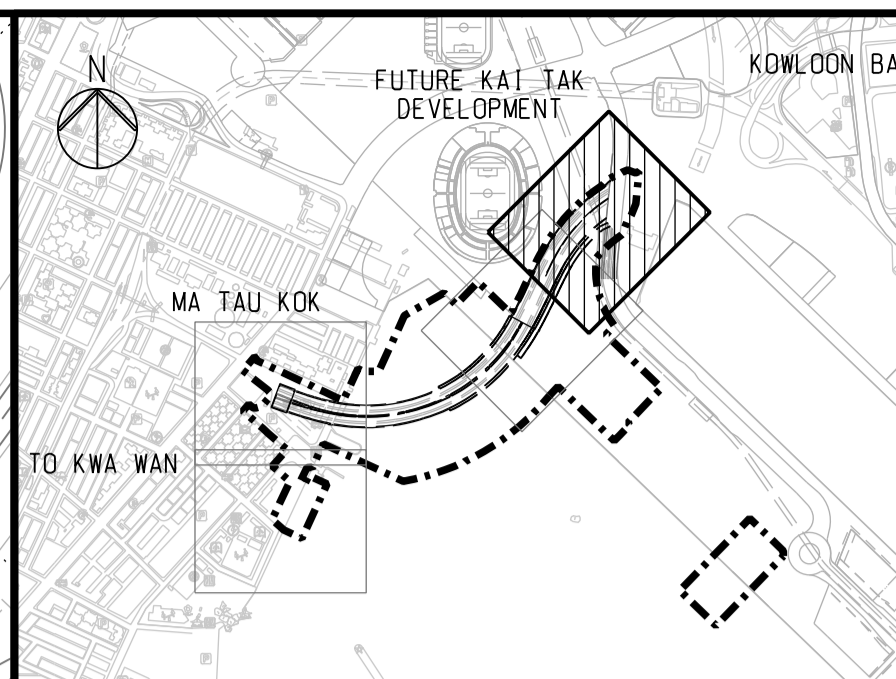 N
FUTURE KAI TAK
DEVELOPMENT
KOWLOON BA
MA TAU KOK
TO KWA WAN